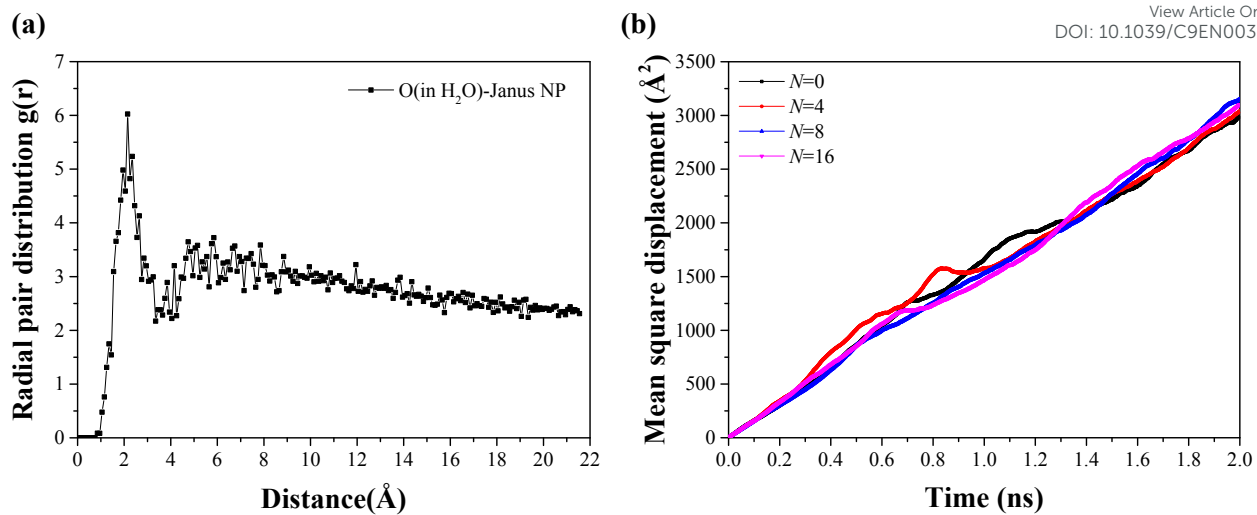 View Article On
DOI: 10.1039/C9EN003
(a)
7
6
5
4
3
2
1
0
Radial pair distribution g(r)
O(in H₂O)-Janus NP
0 2 4 6 8 10 12 14 16 18 20 22
Distance(Å)
(b)
3500
3000
2500
2000
1500
1000
500
0
Mean square displacement (Å²)
N=0
N=4
N=8
N=16
0.0 0.2 0.4 0.6 0.8 1.0 1.2 1.4 1.6 1.8 2.0
Time (ns)